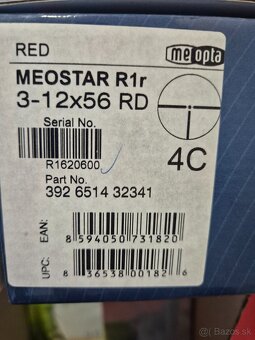 RED
meopta
MEOSTAR R1r
3-12x56 RD
Serial No.
R1620600
4C
Part No.
392 6514 32341
EAN:
8 594050 731820
UPC:
8 36538 00182 6
bazos.sk